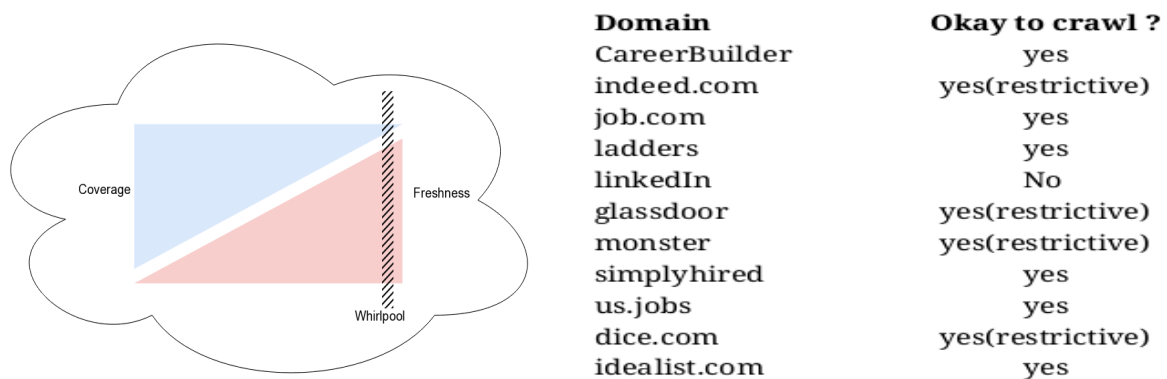 Coverage
Freshness
Whirlpool
Domain Okay to crawl ?
CareerBuilder yes
indeed.com yes(restrictive)
job.com yes
ladders yes
linkedIn No
glassdoor yes(restrictive)
monster yes(restrictive)
simplyhired yes
us.jobs yes
dice.com yes(restrictive)
idealist.com yes